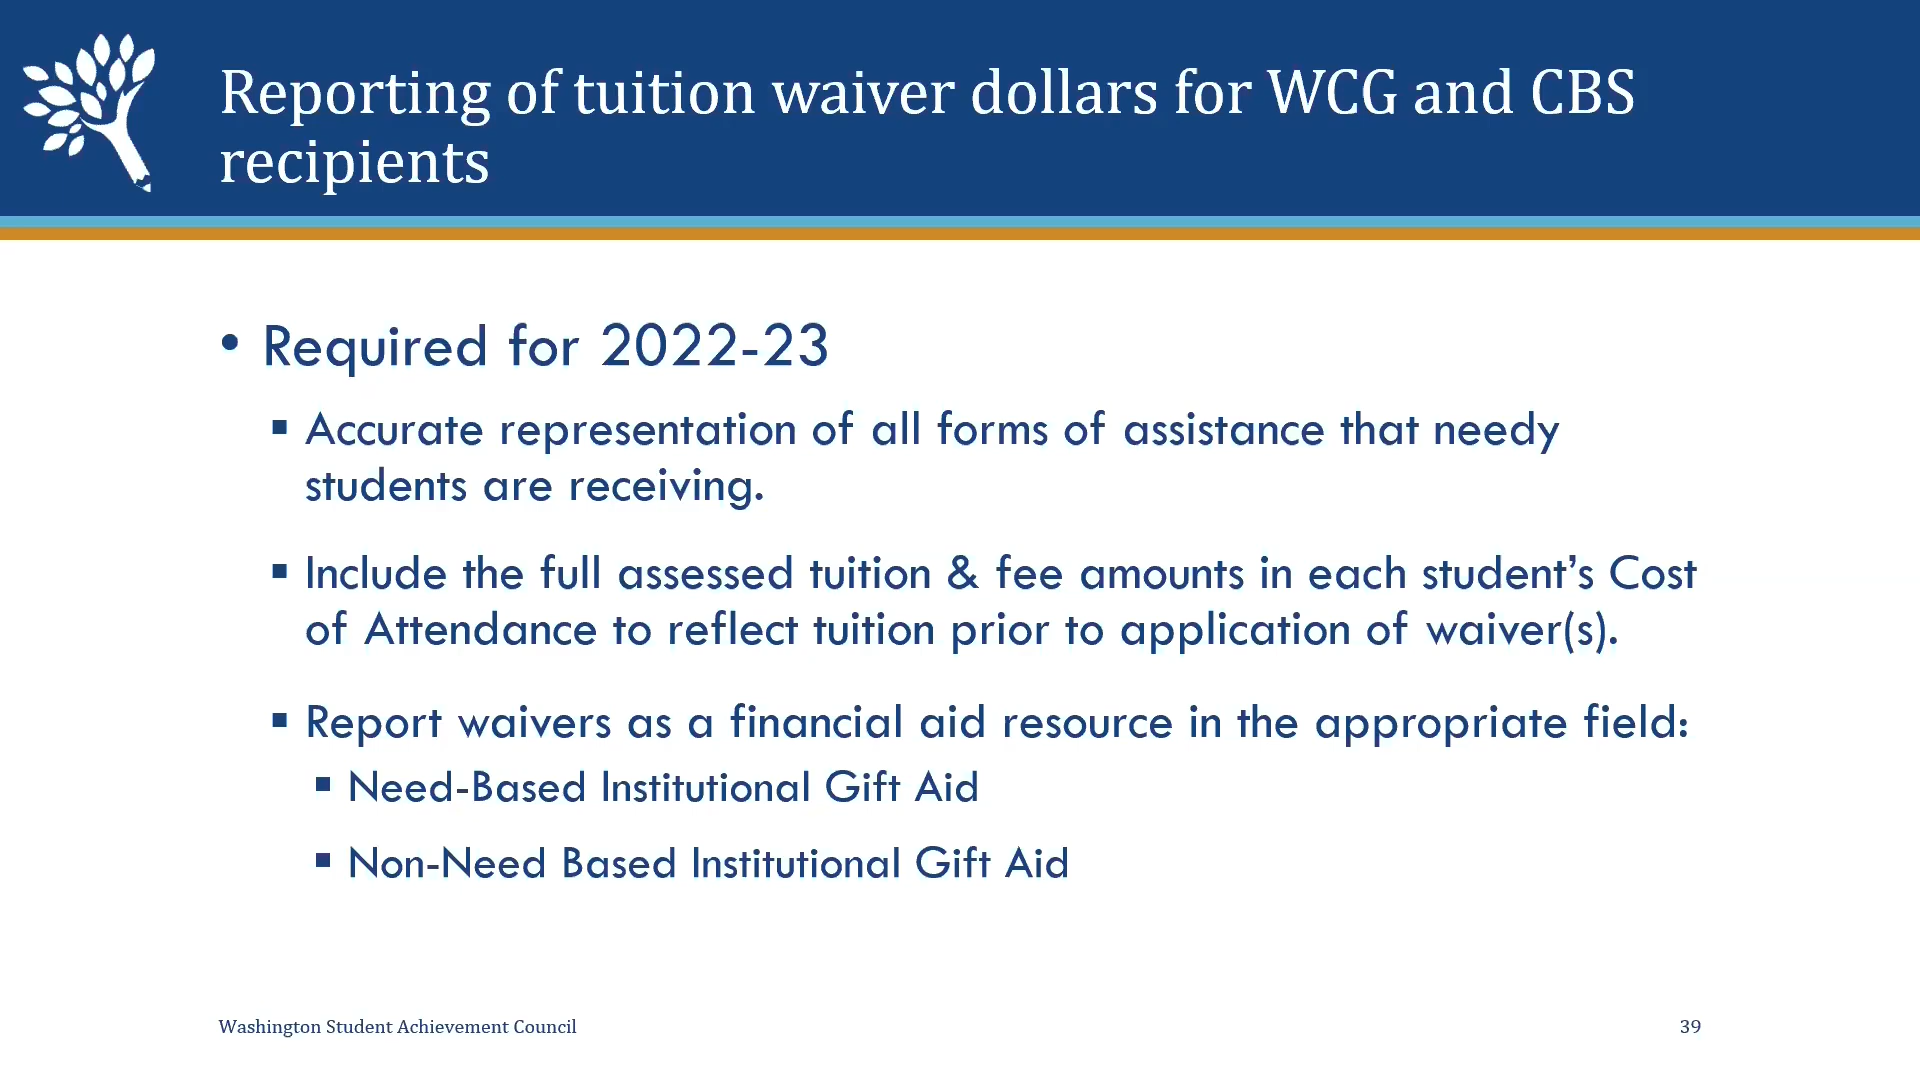 Reporting of tuition waiver dollars for WCG and CBS
recipients
• Required for 2022-23
▪ Accurate representation of all forms of assistance that needy
students are receiving.
▪ Include the full assessed tuition & fee amounts in each student’s Cost
of Attendance to reflect tuition prior to application of waiver(s).
▪ Report waivers as a financial aid resource in the appropriate field:
▪ Need-Based Institutional Gift Aid
▪ Non-Need Based Institutional Gift Aid
Washington Student Achievement Council
39